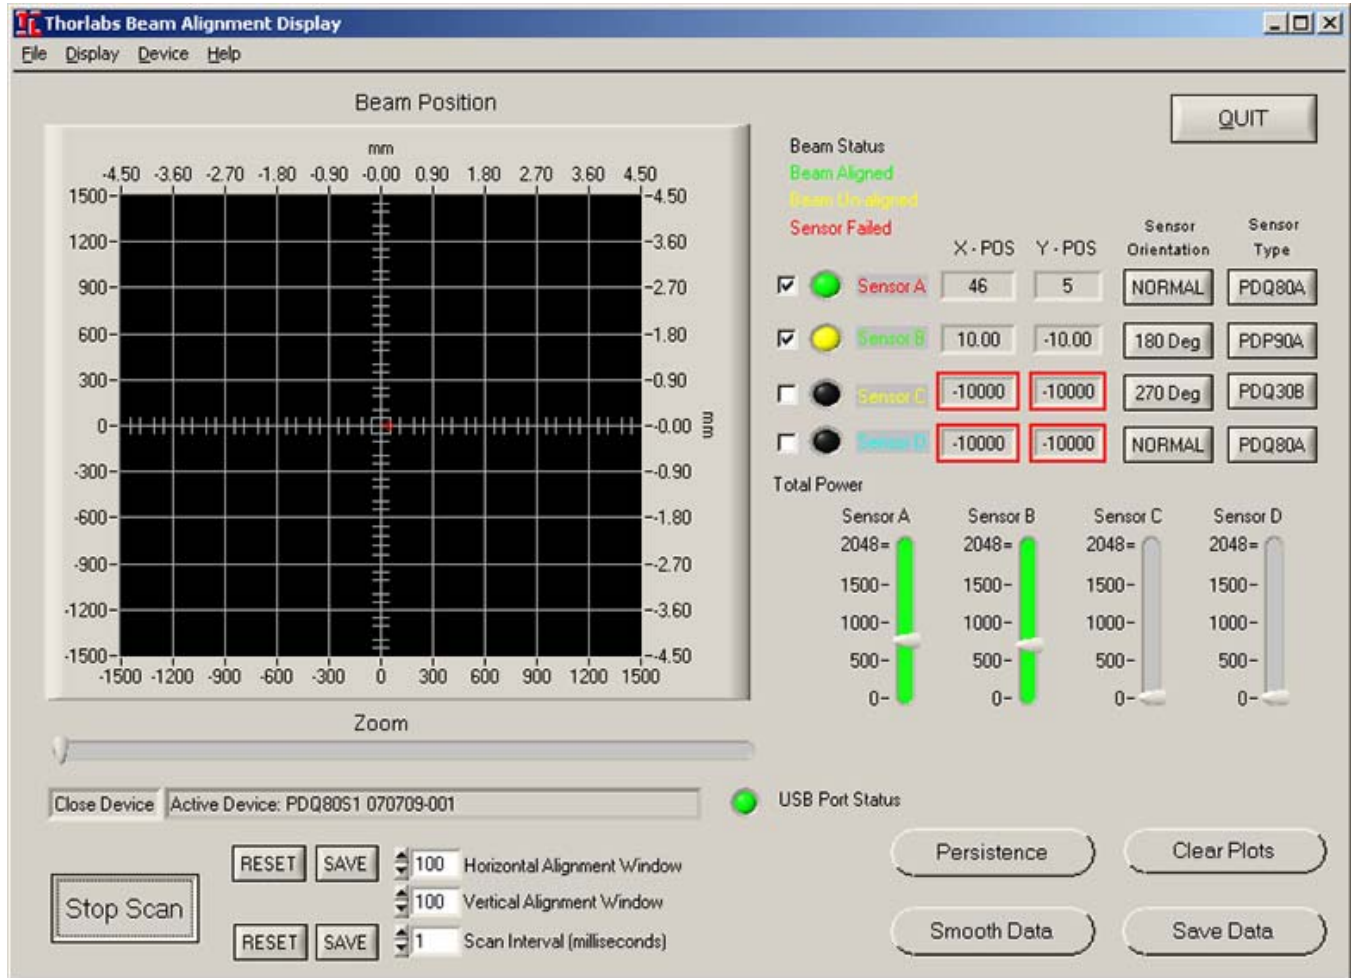 Thorlabs Beam Alignment Display
File Display Device Help
Beam Position
QUIT
mm
-4.50 -3.60 -2.70 -1.80 -0.90 -0.00 0.90 1.80 2.70 3.60 4.50
1500 -4.50
1200 -3.60
900 -2.70
600 -1.80
300 -0.90
0 -0.00
-300 -0.90
-600 -1.80
-900 -2.70
-1200 -3.60
-1500 -4.50
mm
-1500 -1200 -900 -600 -300 0 300 600 900 1200 1500
Beam Status
Beam Aligned
Beam Un-aligned
Sensor Failed
X - POS Y - POS Sensor Orientation Sensor Type
Sensor A 46 5 NORMAL PDQ80A
Sensor B 10.00 -10.00 180 Deg PDP90A
Sensor C -10000 -10000 270 Deg PDQ30B
Sensor D -10000 -10000 NORMAL PDQ80A
Total Power
Sensor A Sensor B Sensor C Sensor D
2048= 2048= 2048= 2048=
1500- 1500- 1500- 1500-
1000- 1000- 1000- 1000-
500- 500- 500- 500-
0- 0- 0- 0-
Zoom
Close Device Active Device: PDQ80S1 070709-001
USB Port Status
RESET SAVE 100 Horizontal Alignment Window
100 Vertical Alignment Window
RESET SAVE 1 Scan Interval (milliseconds)
Stop Scan
Persistence Clear Plots
Smooth Data Save Data